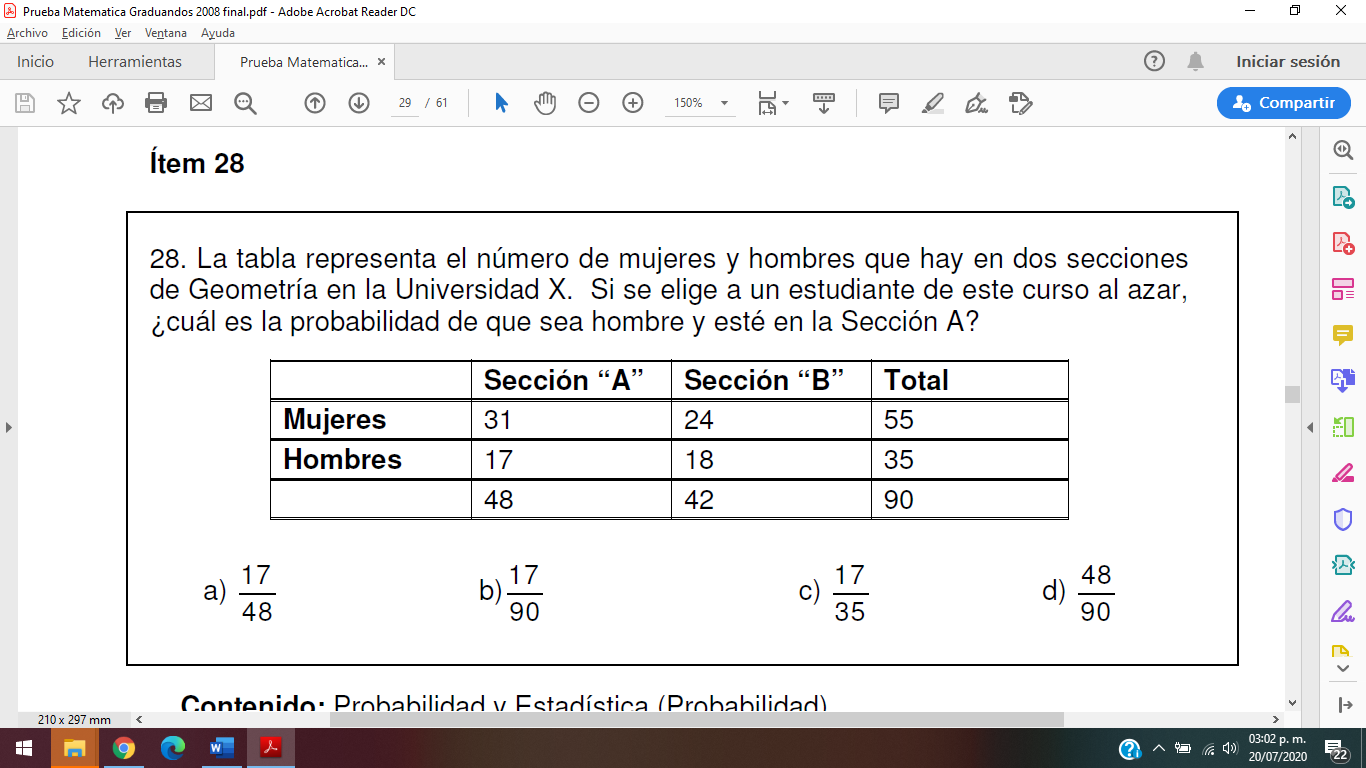 Prueba Matematica Graduandos 2008 final.pdf - Adobe Acrobat Reader DC
Archivo Edición Ver Ventana Ayuda
Inicio Herramientas Prueba Matematica... × Iniciar sesión
29 / 61 150% Compartir
Ítem 28
28. La tabla representa el número de mujeres y hombres que hay en dos secciones
de Geometría en la Universidad X. Si se elige a un estudiante de este curso al azar,
¿cuál es la probabilidad de que sea hombre y esté en la Sección A?
Sección “A” Sección “B” Total
Mujeres 31 24 55
Hombres 17 18 35
48 42 90
a) 17/48 b) 17/90 c) 17/35 d) 48/90
Contenido: Probabilidad y Estadística (Probabilidad)
210 x 297 mm
03:02 p. m.
20/07/2020
22